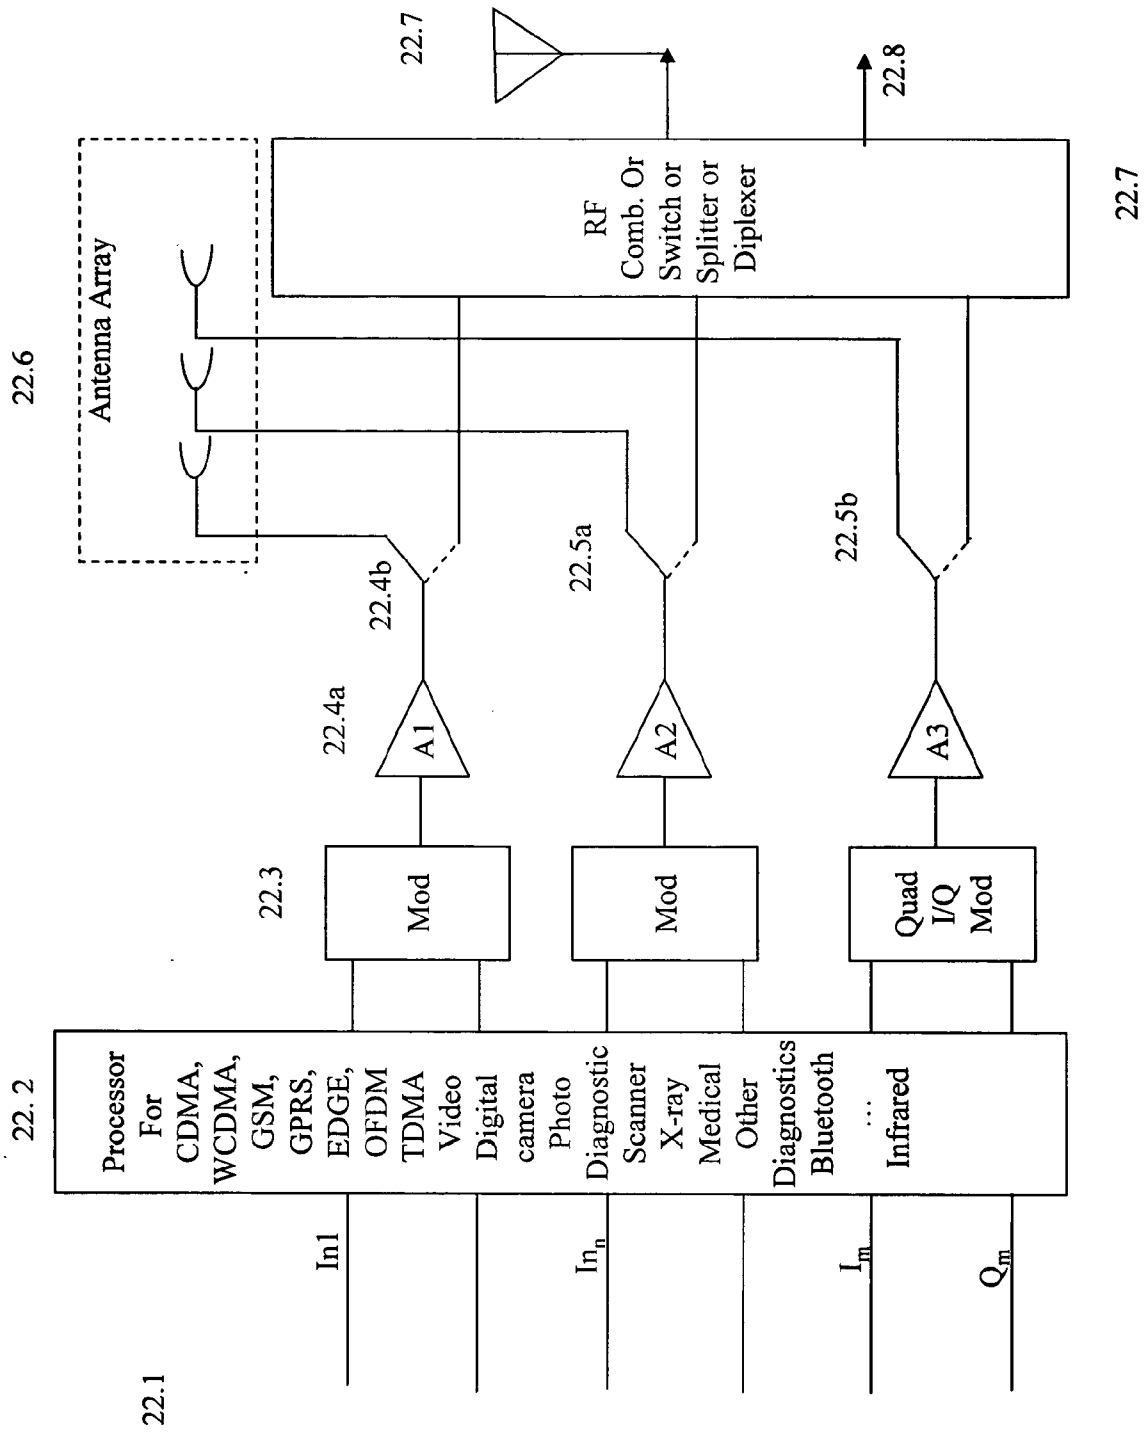 22.1
22. 2
Processor
For
CDMA,
WCDMA,
GSM,
GPRS,
EDGE,
OFDM
TDMA
Video
Digital
camera
Photo
Diagnostic
Scanner
X-ray
Medical
Other
Diagnostics
Bluetooth
...
Infrared
In1
Inn
Im
Qm
22.3
Mod
Mod
Quad
I/Q
Mod
22.4a
A1
A2
A3
22.4b
22.5a
22.5b
22.6
Antenna Array
RF
Comb. Or
Switch or
Splitter or
Diplexer
22.7
22.8
22.7